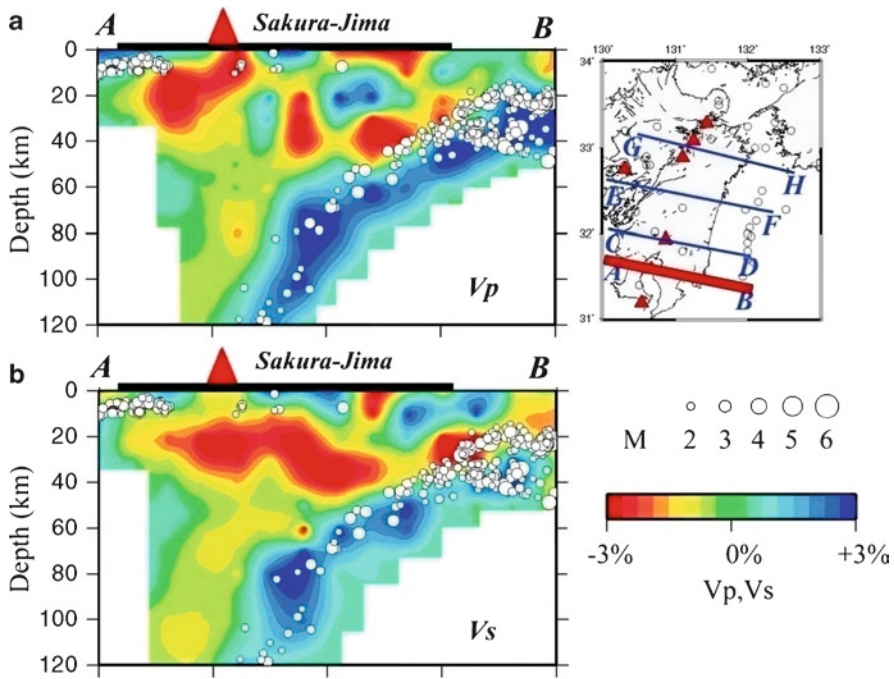 a
A
Sakura-Jima
B
0
20
40
60
80
100
120
Depth (km)
Vp
130˚
131˚
132˚
133˚
34˚
33˚
32˚
31˚
G
H
E
F
C
D
A
B
b
A
Sakura-Jima
B
0
20
40
60
80
100
120
Depth (km)
Vs
M
2 3 4 5 6
-3% 0% +3%
Vp,Vs